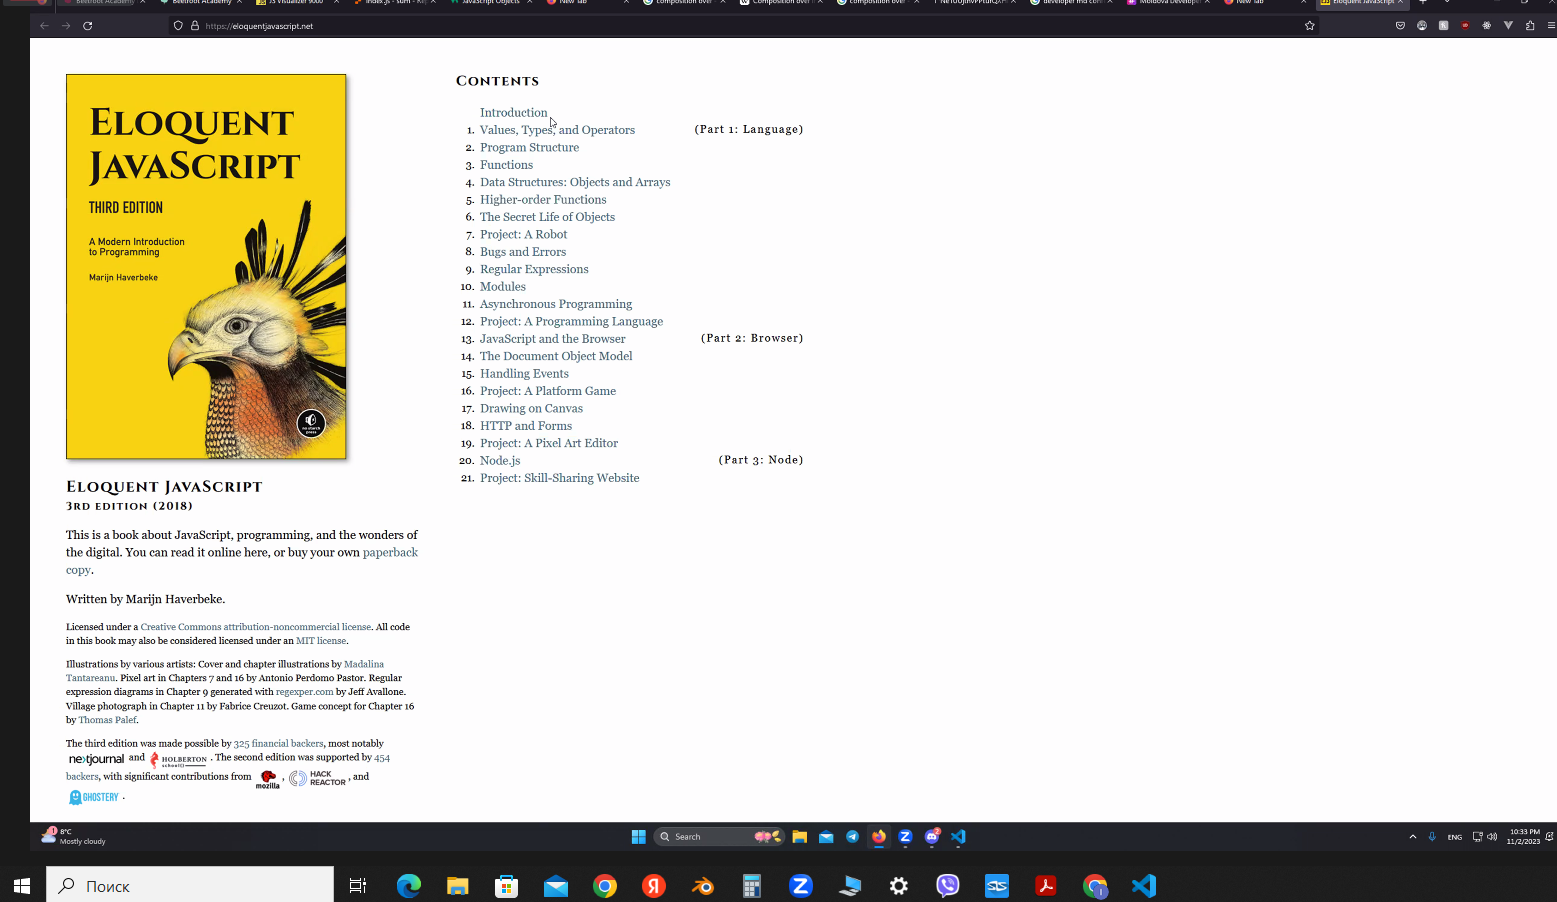 Beetroot Academy
Beetroot Academy
JS Visualizer 9000
index.js - sum - Rep
JavaScript Objects
New Tab
composition over
Composition over i
composition over
developer md con
Moldova Developer
New Tab
Eloquent JavaScript
https://eloquentjavascript.net
ELOQUENT
JAVASCRIPT
THIRD EDITION
A Modern Introduction
to Programming
Marijn Haverbeke
no starch
press
ELOQUENT JAVASCRIPT
3RD EDITION (2018)
This is a book about JavaScript, programming, and the wonders of
the digital. You can read it online here, or buy your own paperback
copy.
Written by Marijn Haverbeke.
Licensed under a Creative Commons attribution-noncommercial license. All code
in this book may also be considered licensed under an MIT license.
Illustrations by various artists: Cover and chapter illustrations by Madalina
Tantareanu. Pixel art in Chapters 7 and 16 by Antonio Perdomo Pastor. Regular
expression diagrams in Chapter 9 generated with regexper.com by Jeff Avallone.
Village photograph in Chapter 11 by Fabrice Creuzot. Game concept for Chapter 16
by Thomas Palef.
The third edition was made possible by 325 financial backers, most notably
nextjournal and HOLBERTON school . The second edition was supported by 454
backers, with significant contributions from mozilla , HACK REACTOR , and
GHOSTERY .
CONTENTS
Introduction
1. Values, Types, and Operators (Part 1: Language)
2. Program Structure
3. Functions
4. Data Structures: Objects and Arrays
5. Higher-order Functions
6. The Secret Life of Objects
7. Project: A Robot
8. Bugs and Errors
9. Regular Expressions
10. Modules
11. Asynchronous Programming
12. Project: A Programming Language
13. JavaScript and the Browser (Part 2: Browser)
14. The Document Object Model
15. Handling Events
16. Project: A Platform Game
17. Drawing on Canvas
18. HTTP and Forms
19. Project: A Pixel Art Editor
20. Node.js (Part 3: Node)
21. Project: Skill-Sharing Website
8°C
Mostly cloudy
Search
ENG
10:33 PM
11/2/2023
Поиск